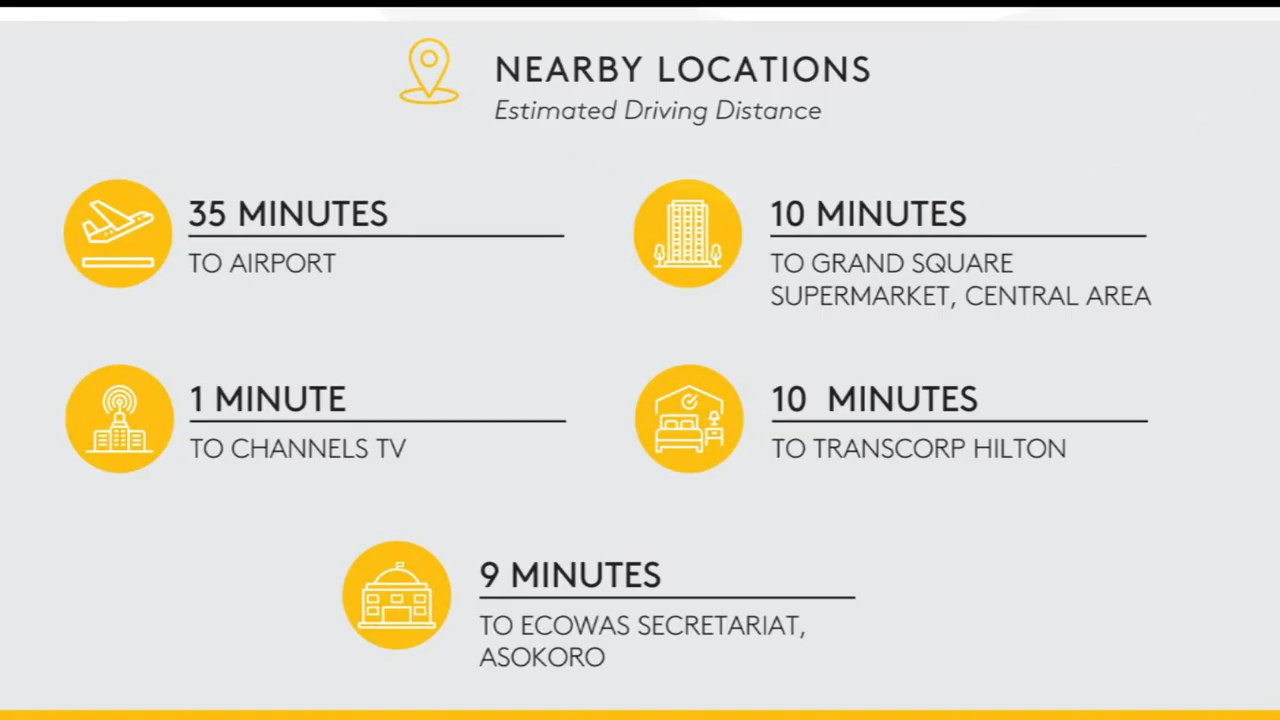 NEARBY LOCATIONS
Estimated Driving Distance
35 MINUTES
TO AIRPORT
10 MINUTES
TO GRAND SQUARE
SUPERMARKET, CENTRAL AREA
1 MINUTE
TO CHANNELS TV
10 MINUTES
TO TRANSCORP HILTON
9 MINUTES
TO ECOWAS SECRETARIAT,
ASOKORO